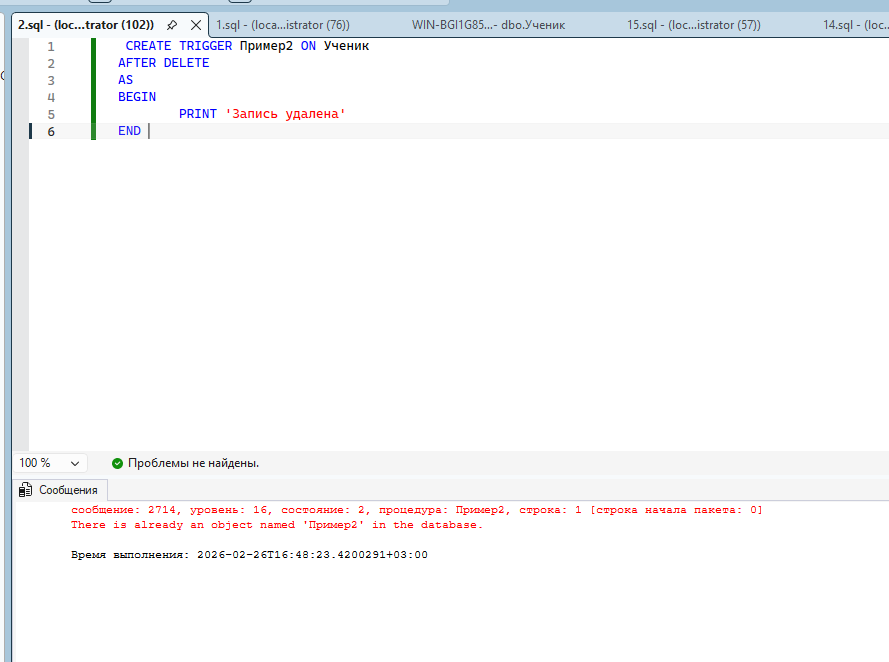 2.sql - (loc...trator (102)) 1.sql - (loca...istrator (76)) WIN-BGI1G85...- dbo.Ученик 15.sql - (loc...istrator (57)) 14.sql - (loc..
1 CREATE TRIGGER Пример2 ON Ученик
2 AFTER DELETE
3 AS
4 BEGIN
5 PRINT 'Запись удалена'
6 END
100 % Проблемы не найдены.
Сообщения
сообщение: 2714, уровень: 16, состояние: 2, процедура: Пример2, строка: 1 [строка начала пакета: 0]
There is already an object named 'Пример2' in the database.
Время выполнения: 2026-02-26T16:48:23.4200291+03:00